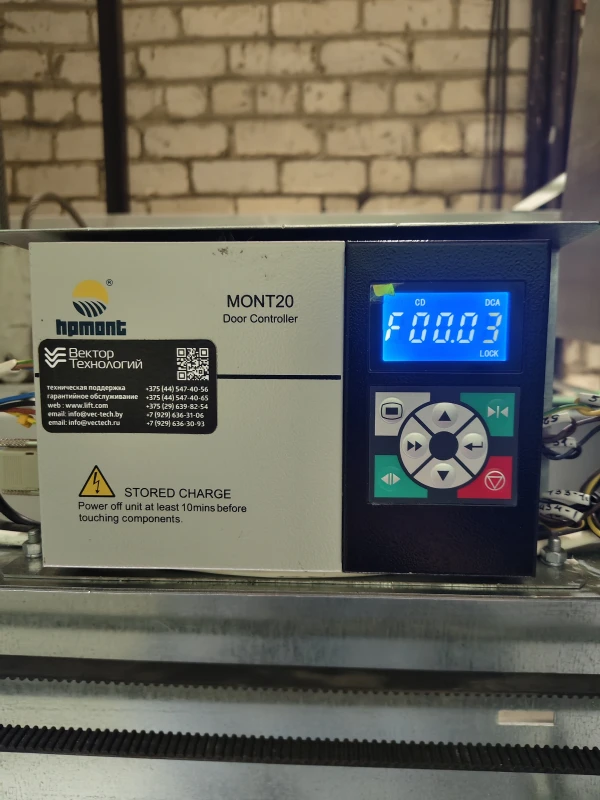 hpmont
®
MONT20
Door Controller
CD DCA
F00.03
LOCK
Вектор
Технологий
техническая поддержка +375 (44) 547-40-56
гарантийное обслуживание +375 (44) 547-40-65
web : www.lift.com +375 (29) 639-82-54
email: info@vec-tech.by +7 (929) 636-31-06
email: info@vectech.ru +7 (929) 636-30-93
STORED CHARGE
Power off unit at least 10mins before
touching components.